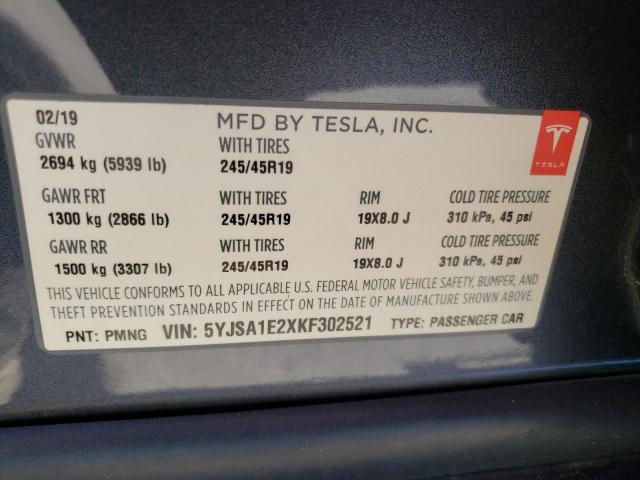 02/19 MFD BY TESLA, INC.
GVWR WITH TIRES
2694 kg (5939 lb) 245/45R19
TESLA
GAWR FRT WITH TIRES RIM COLD TIRE PRESSURE
1300 kg (2866 lb) 245/45R19 19X8.0 J 310 kPa, 45 psi
GAWR RR WITH TIRES RIM COLD TIRE PRESSURE
1500 kg (3307 lb) 245/45R19 19X8.0 J 310 kPa, 45 psi
THIS VEHICLE CONFORMS TO ALL APPLICABLE U.S. FEDERAL MOTOR VEHICLE SAFETY, BUMPER, AND
THEFT PREVENTION STANDARDS IN EFFECT ON THE DATE OF MANUFACTURE SHOWN ABOVE.
PNT: PMNG VIN: 5YJSA1E2XKF302521 TYPE: PASSENGER CAR